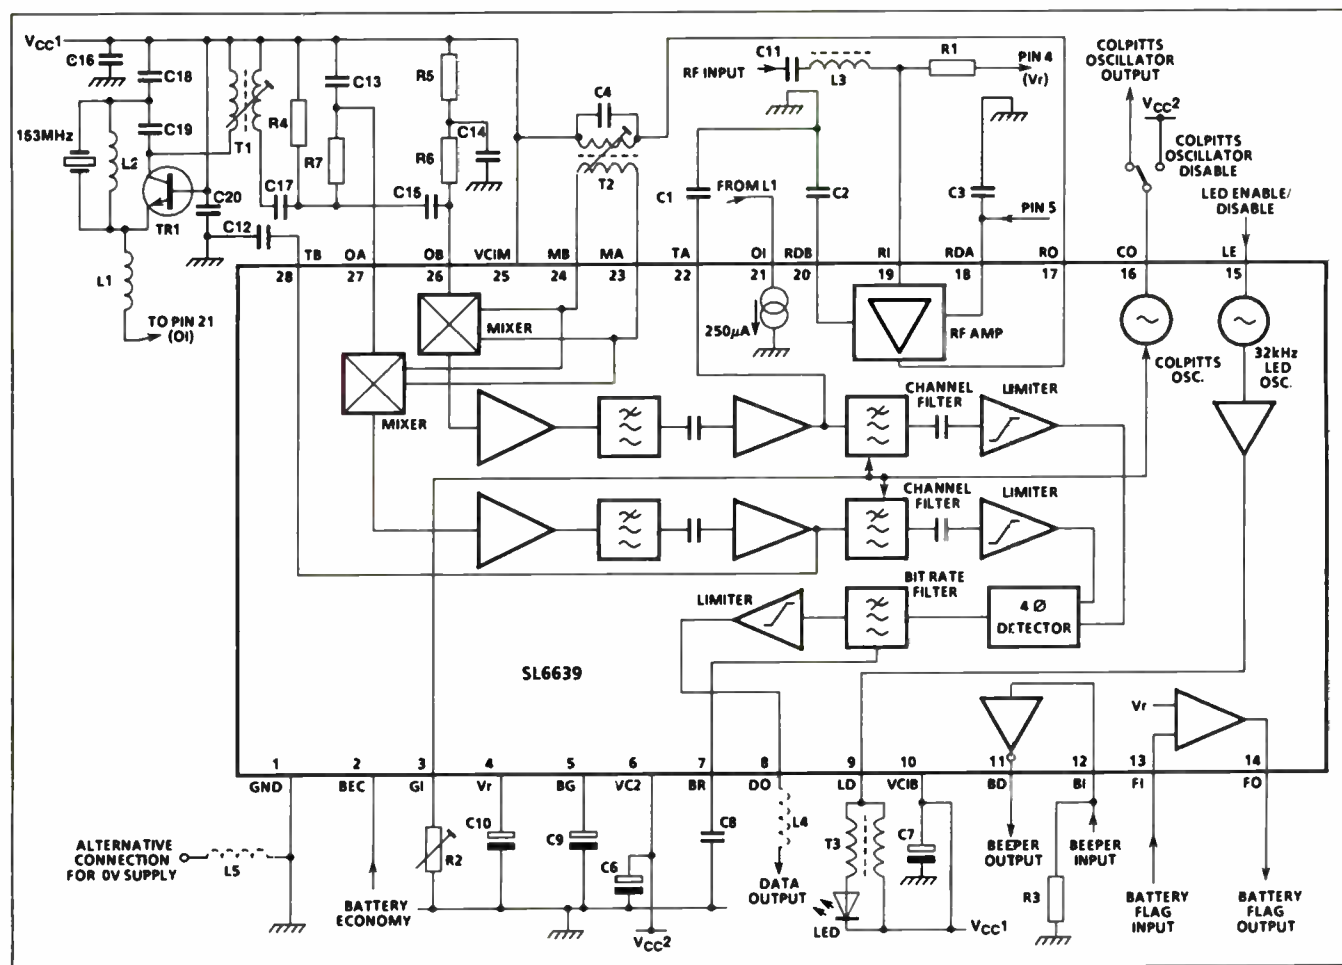 VCC1
C16
C18
163MHz
C19
L2
T1
R4
C13
R7
R5
R6
C14
C4
T2
C11
RF INPUT
L3
R1
PIN 4
(Vr)
COLPITTS
OSCILLATOR
OUTPUT
VCC2
COLPITTS
OSCILLATOR
DISABLE
LED ENABLE/
DISABLE
TR1
C20
C12
C17
C15
C1
FROM L1
C2
C3
PIN 5
L1
TO PIN 21
(OI)
TB
OA
OB
VCIM
MB
MA
TA
OI
RDB
RI
RDA
RO
CO
LE
28
27
26
25
24
23
22
21
20
19
18
17
16
15
MIXER
MIXER
250µA
RF AMP
COLPITTS
OSC.
32kHz
LED
OSC.
CHANNEL
FILTER
LIMITER
CHANNEL
FILTER
LIMITER
LIMITER
BIT RATE
FILTER
4 Ø
DETECTOR
SL6639
Vr
1
2
3
4
5
6
7
8
9
10
11
12
13
14
GND
BEC
GI
Vr
BG
VC2
BR
DO
LD
VCIB
BD
BI
FI
FO
ALTERNATIVE
CONNECTION
FOR 0V SUPPLY
L5
BATTERY
ECONOMY
R2
C10
C9
C6
VCC2
C8
L4
DATA
OUTPUT
T3
LED
C7
VCC1
BEEPER
OUTPUT
BEEPER
INPUT
R3
BATTERY
FLAG
INPUT
BATTERY
FLAG
OUTPUT